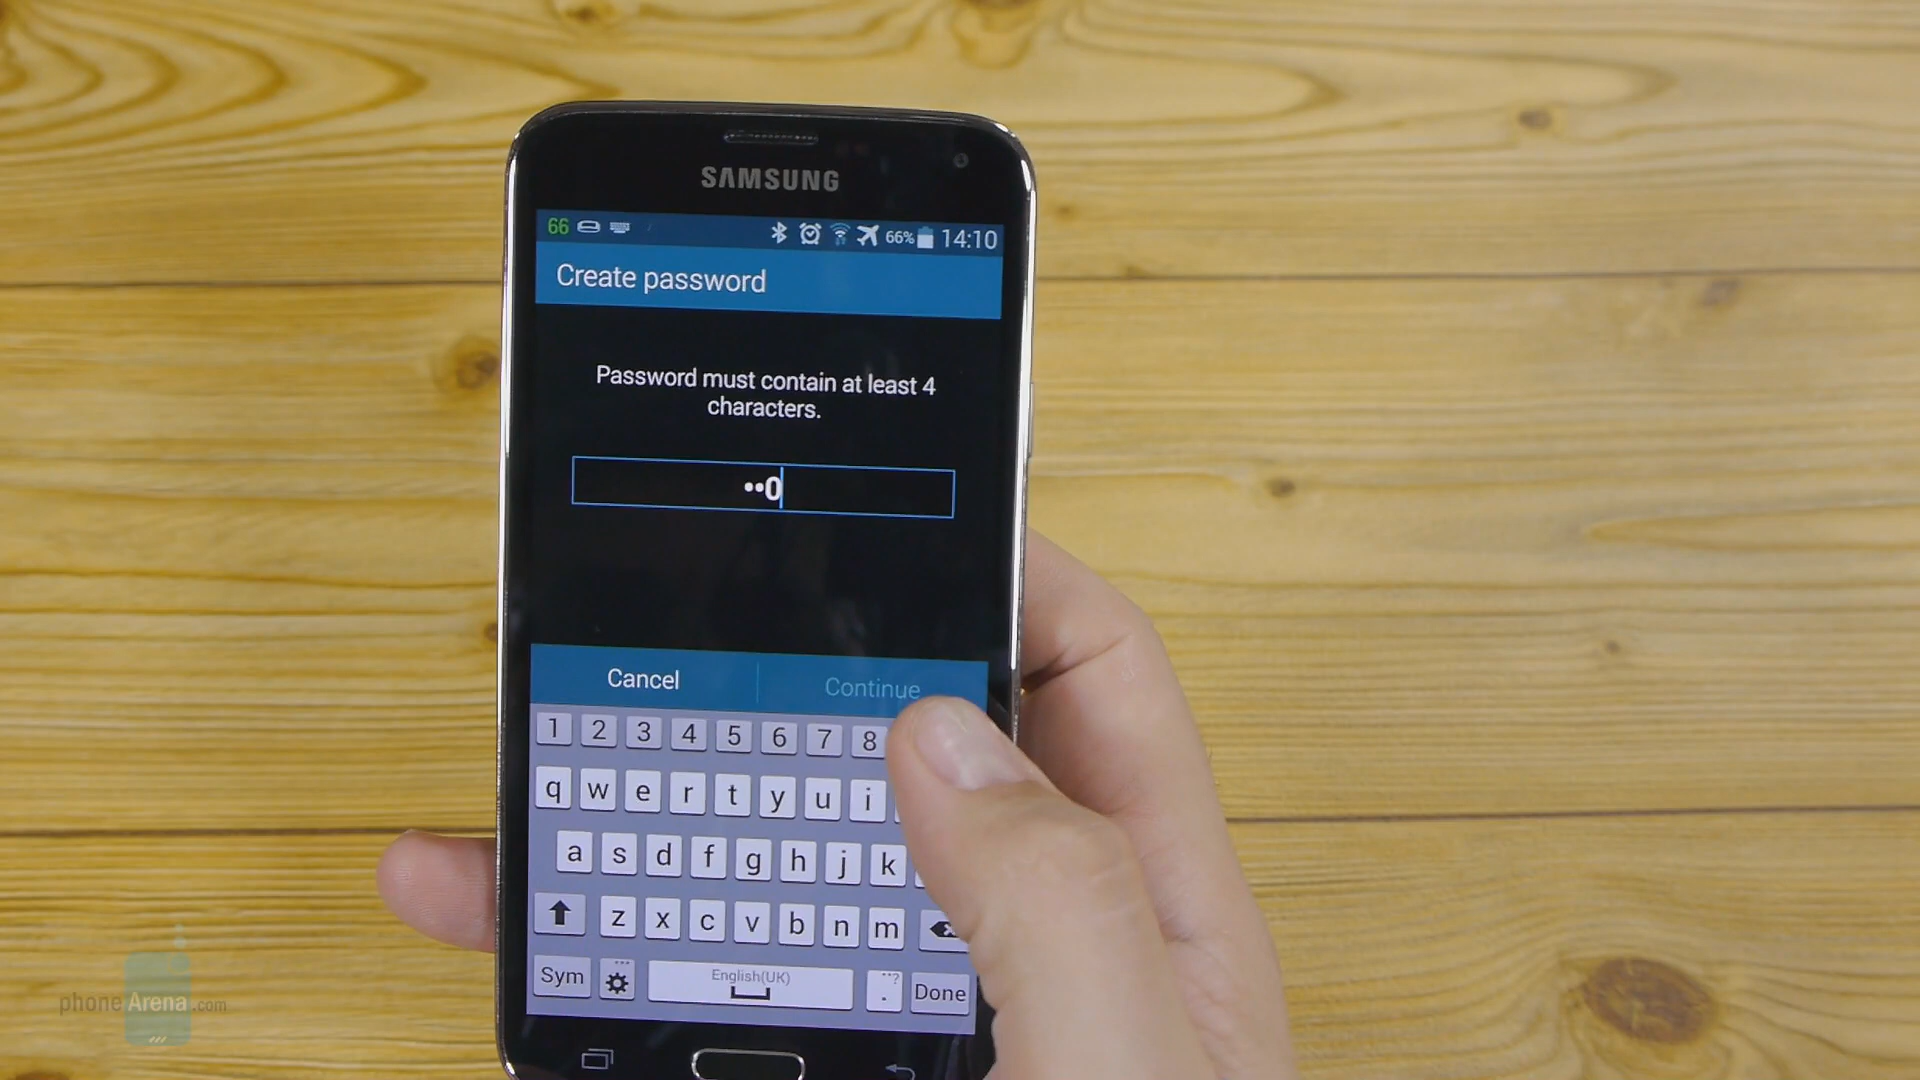 SAMSUNG
66 66% 14:10
Create password
Password must contain at least 4
characters.
••0
Cancel Continue
1 2 3 4 5 6 7 8
q w e r t y u i
a s d f g h j k
z x c v b n m
Sym English(UK) . ? Done
phoneArena.com